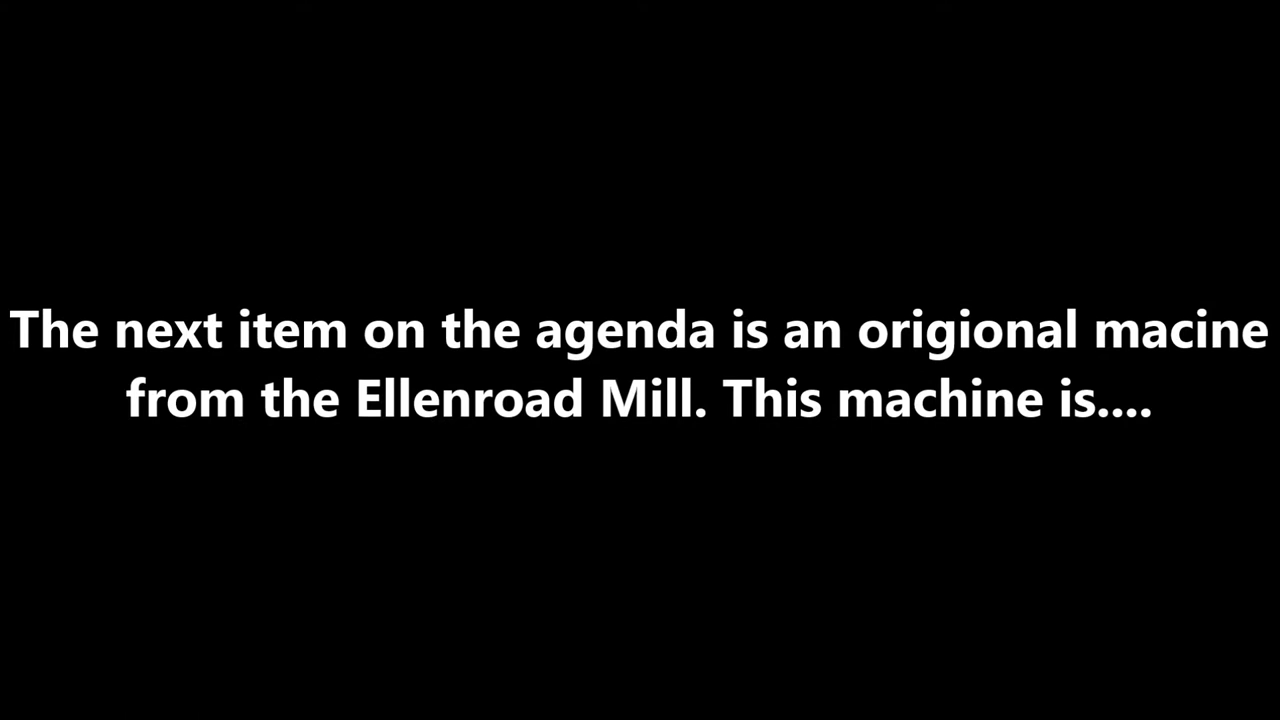 The next item on the agenda is an origional macine
from the Ellenroad Mill. This machine is....